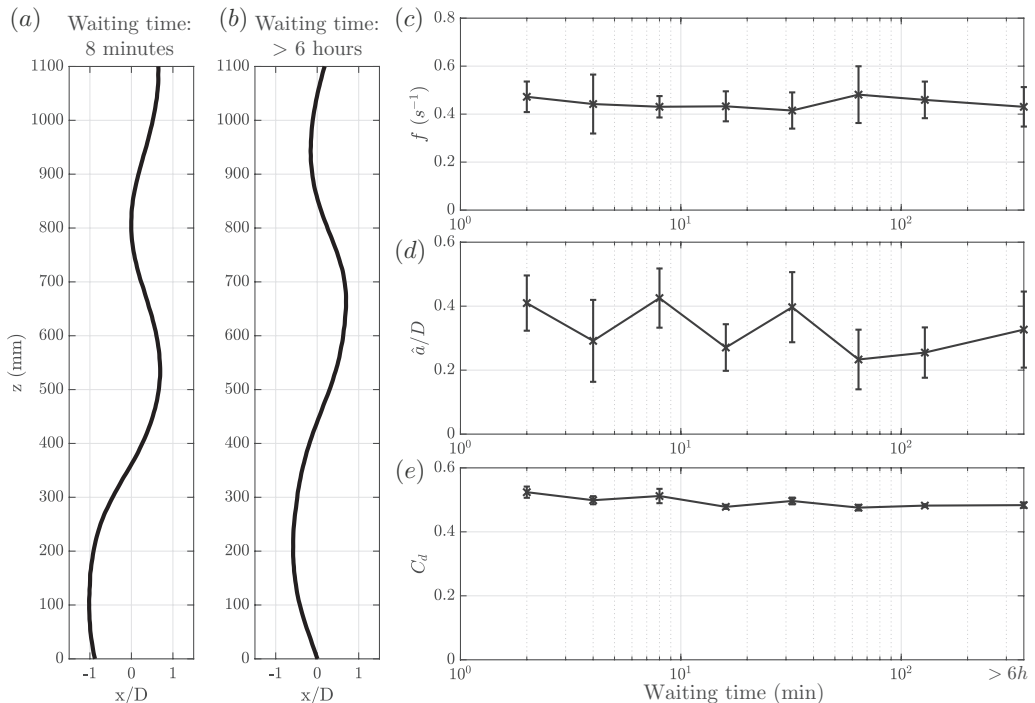 (a) Waiting time:
8 minutes
(b) Waiting time:
> 6 hours
1100
1000
900
800
700
600
500
400
300
200
100
0
z (mm)
-1 0 1
x/D
1100
1000
900
800
700
600
500
400
300
200
100
0
-1 0 1
x/D
(c)
0.8
0.6
0.4
0.2
0
f (s⁻¹)
10⁰ 10¹ 10²
(d)
0.6
0.4
0.2
0
â/D
10⁰ 10¹ 10²
(e)
0.6
0.4
0.2
0
C_d
10⁰ 10¹ 10² > 6h
Waiting time (min)